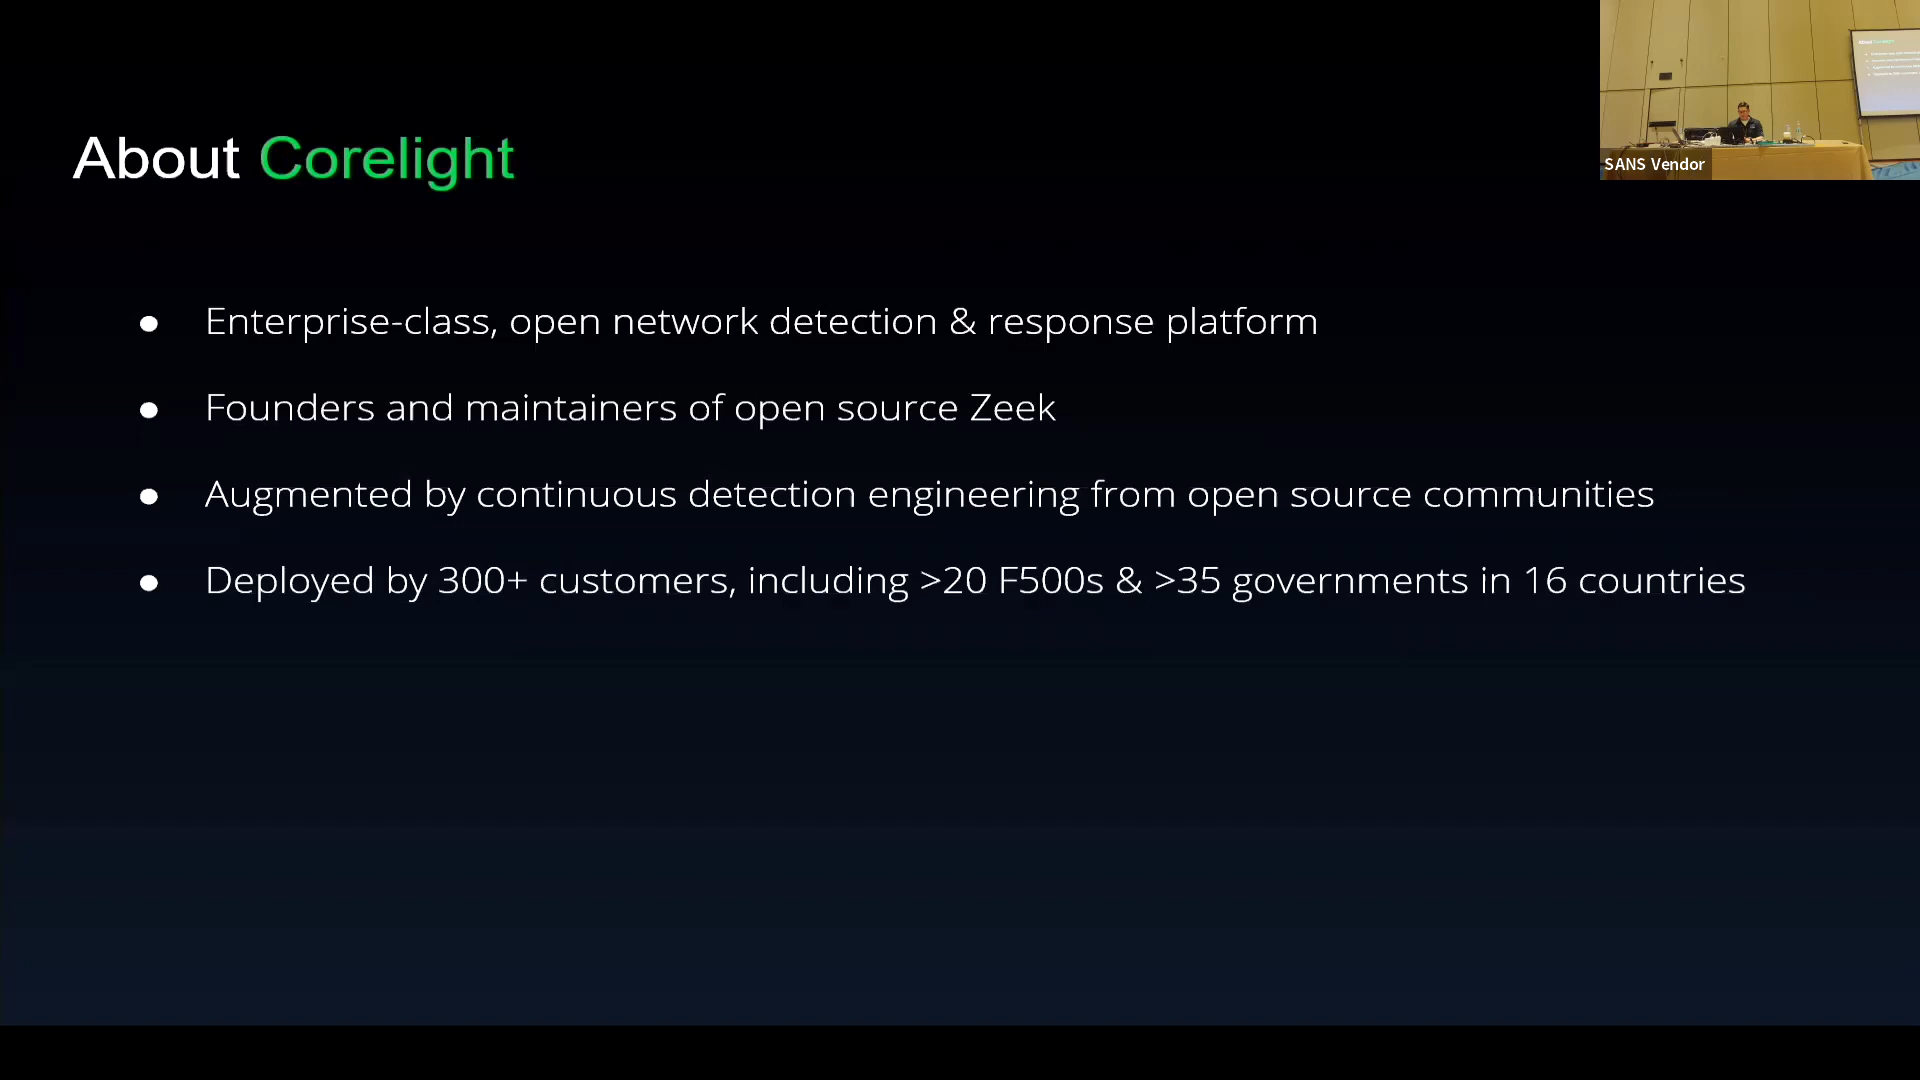 About Corelight
SANS Vendor
● Enterprise-class, open network detection & response platform
● Founders and maintainers of open source Zeek
● Augmented by continuous detection engineering from open source communities
● Deployed by 300+ customers, including >20 F500s & >35 governments in 16 countries